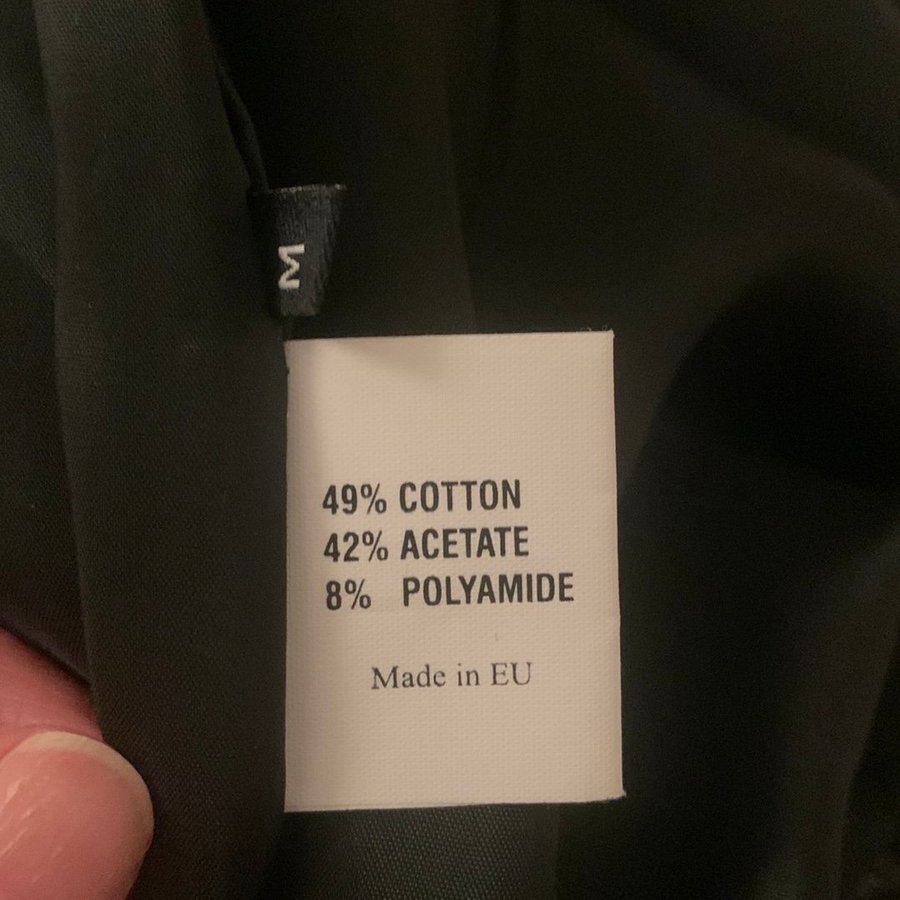 M
49% COTTON
42% ACETATE
8% POLYAMIDE
Made in EU